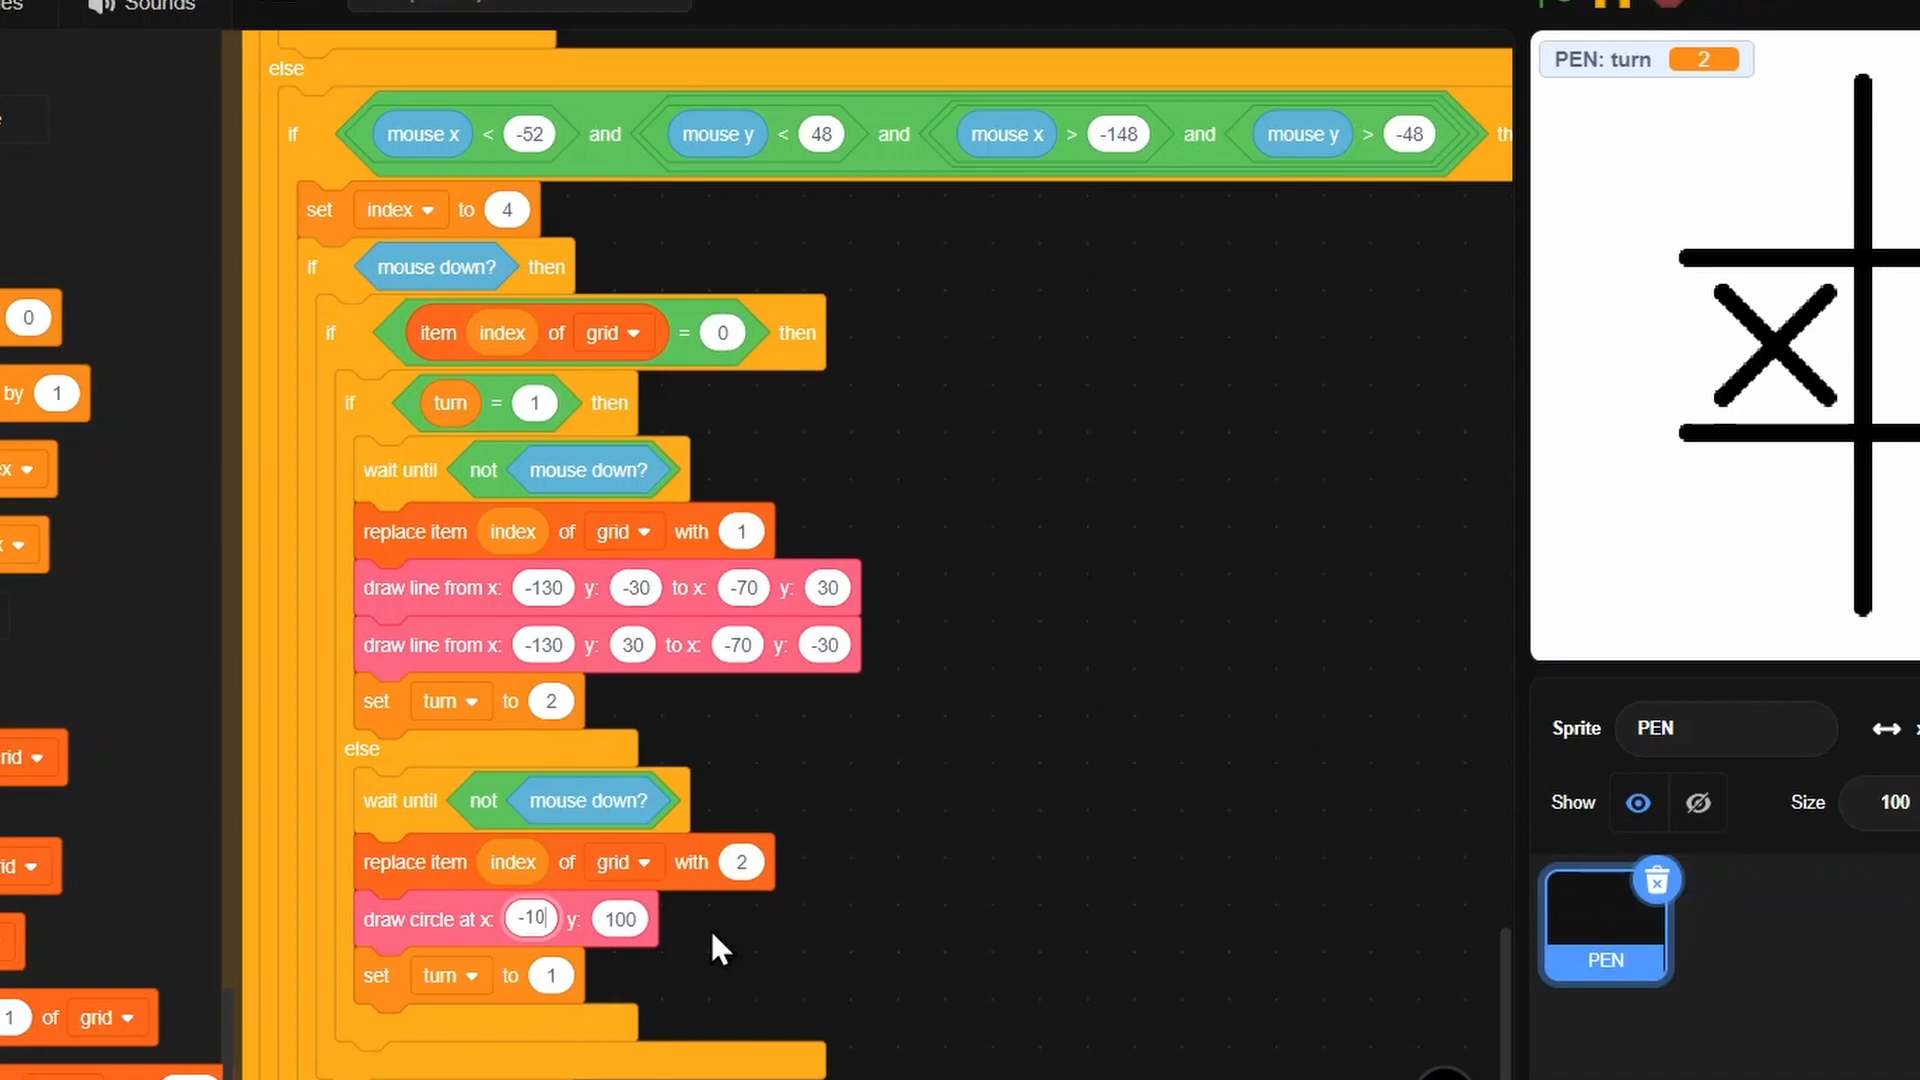 Sounds
PEN: turn 2
else
if mouse x < -52 and mouse y < 48 and mouse x > -148 and mouse y > -48 th
set index to 4
if mouse down? then
if item index of grid = 0 then
if turn = 1 then
wait until not mouse down?
replace item index of grid with 1
draw line from x: -130 y: -30 to x: -70 y: 30
draw line from x: -130 y: 30 to x: -70 y: -30
set turn to 2
else
wait until not mouse down?
replace item index of grid with 2
draw circle at x: -10 y: 100
set turn to 1
0
by 1
1 of grid
Sprite PEN
Show Size 100
PEN